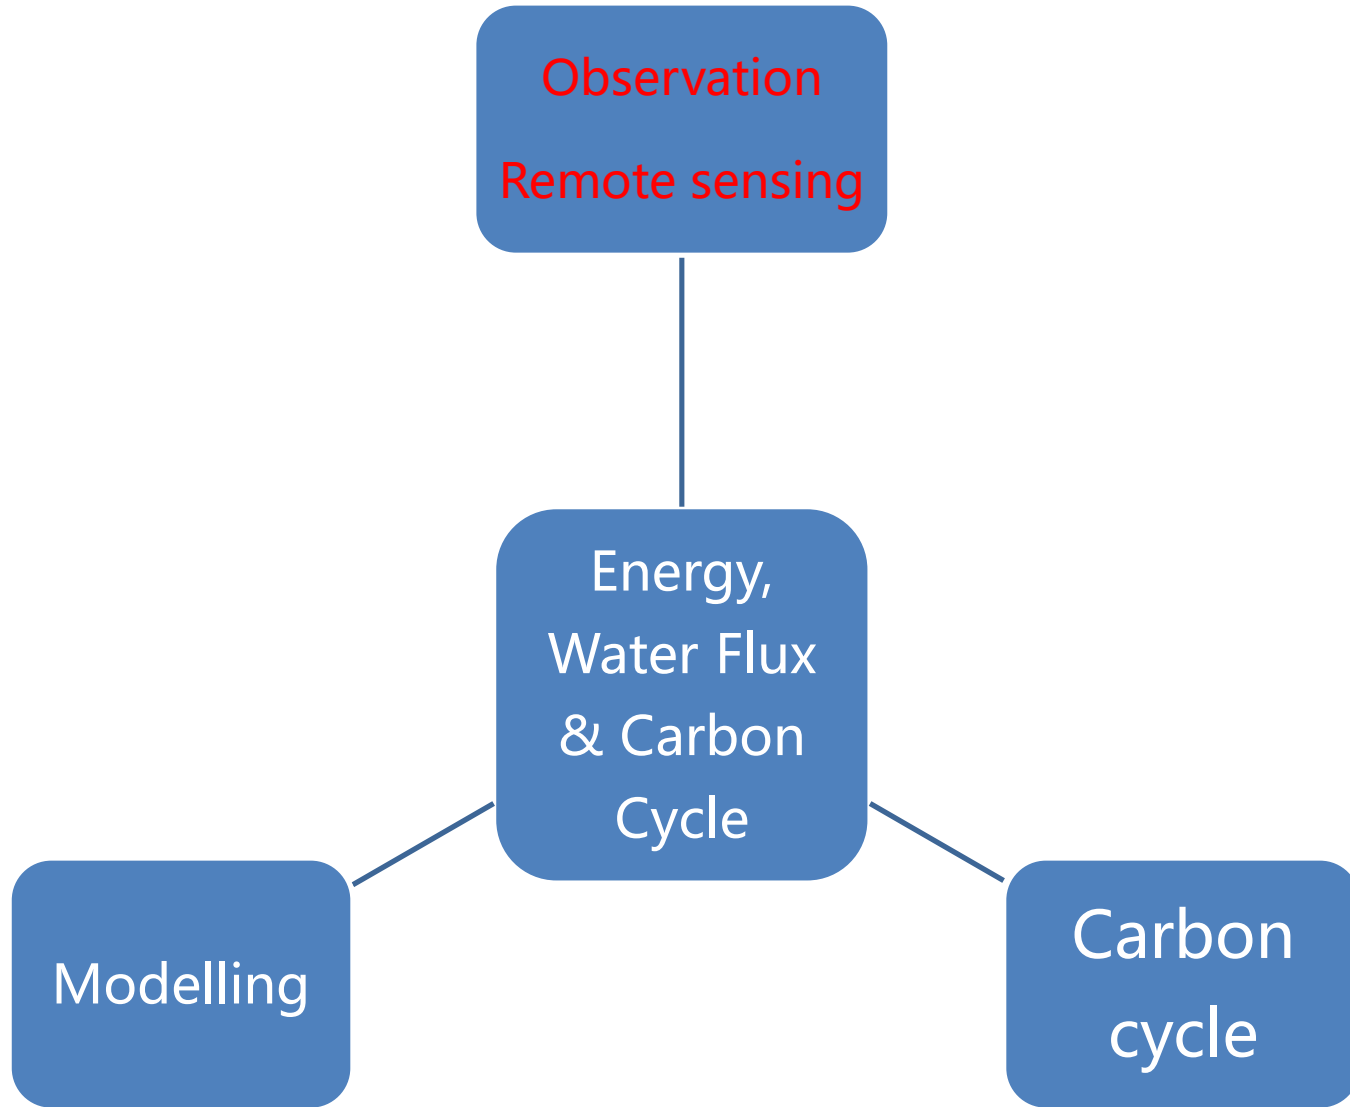 Observation
Remote sensing
Energy,
Water Flux
& Carbon
Cycle
Modelling
Carbon
cycle